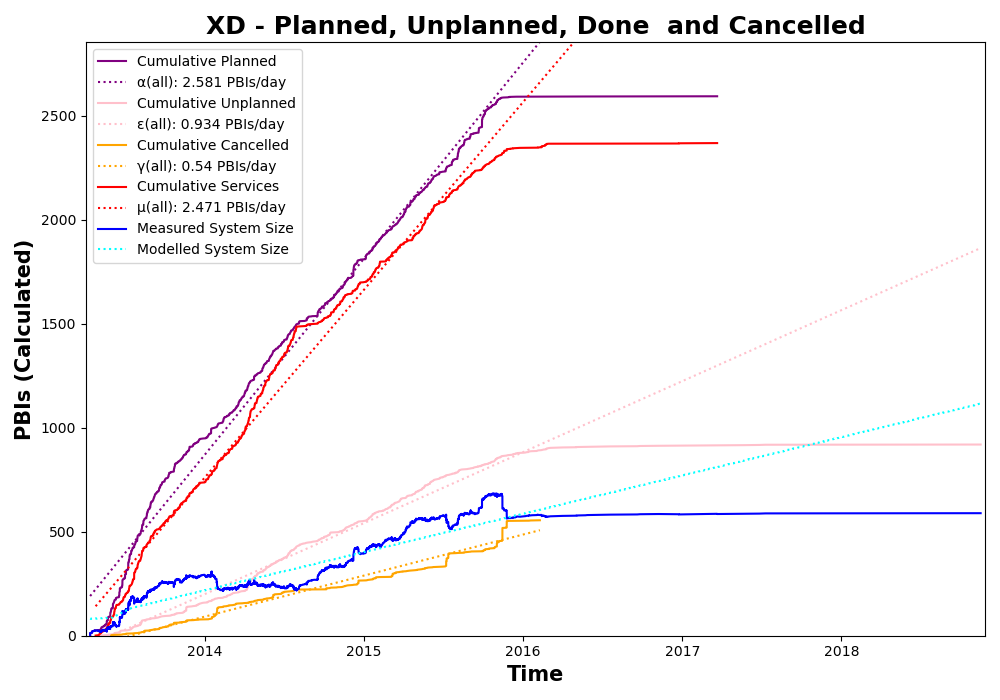 XD - Planned, Unplanned, Done  and Cancelled
Cumulative Planned
α(all): 2.581 PBIs/day
Cumulative Unplanned
ε(all): 0.934 PBIs/day
Cumulative Cancelled
γ(all): 0.54 PBIs/day
Cumulative Services
μ(all): 2.471 PBIs/day
Measured System Size
Modelled System Size
PBIs (Calculated)
2500
2000
1500
1000
500
0
2014 2015 2016 2017 2018
Time